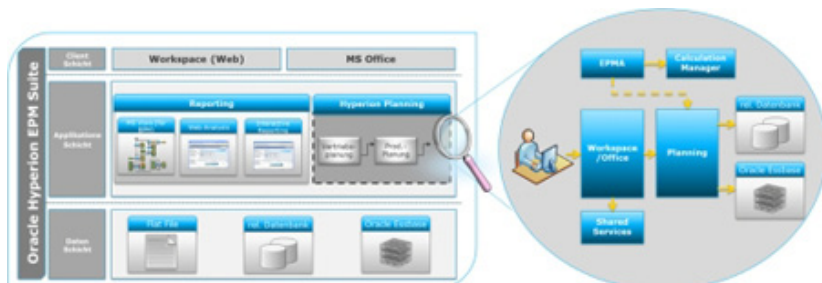 Oracle Hyperion EPM Suite
Client
Schicht
Workspace (Web)
MS Office
Applikations
Schicht
Reporting
Web Analysis
Interactive
Reporting
Hyperion Planning
Vertriebs-
planung
Prod.-
Planung
Daten
Schicht
Flat File
rel. Datenbank
Oracle Essbase
EPMA
Calculation
Manager
Workspace
/Office
Planning
rel. Datenbank
Oracle Essbase
Shared
Services